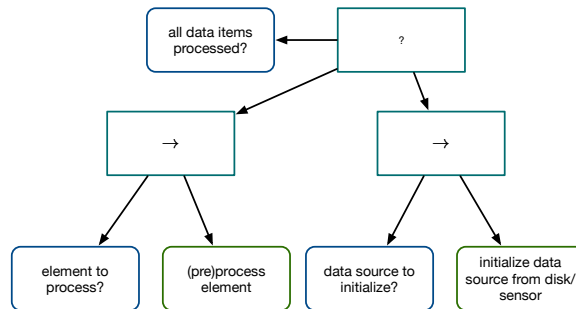 all data items
processed?
?
→
→
element to
process?
(pre)process
element
data source to
initialize?
initialize data
source from disk/
sensor